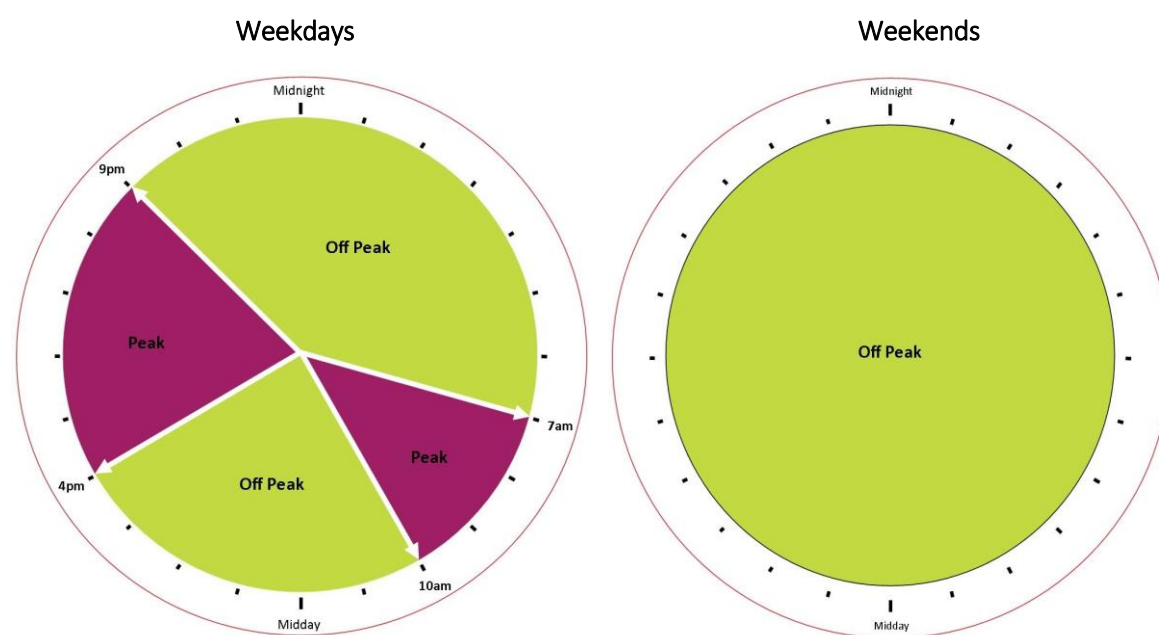 Weekdays
Midnight
9pm
Off Peak
Peak
7am
Peak
4pm
Off Peak
10am
Midday
Weekends
Midnight
Off Peak
Midday